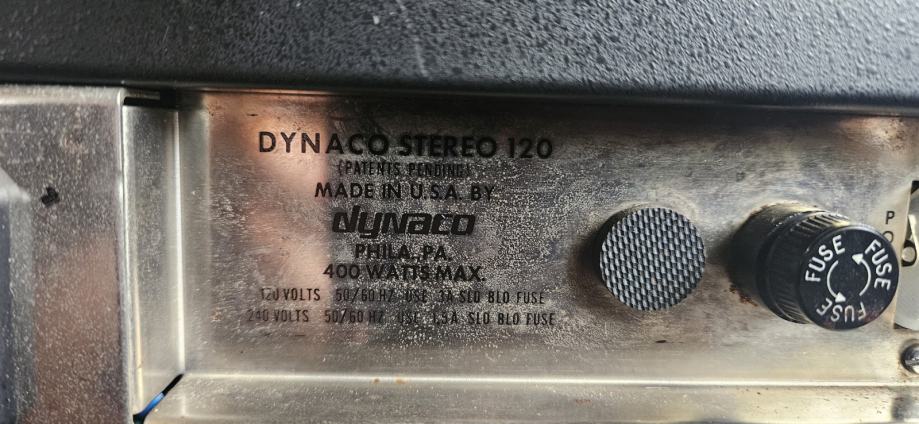 DYNACO STEREO 120
(PATENTS PENDING)
MADE IN U.S.A. BY
dynaco
PHILA. PA.
400 WATTS MAX.
120 VOLTS 50/60 HZ USE 3A SLO BLO FUSE
240 VOLTS 50/60 HZ USE 1.5A SLO BLO FUSE
FUSE FUSE FUSE
P
O